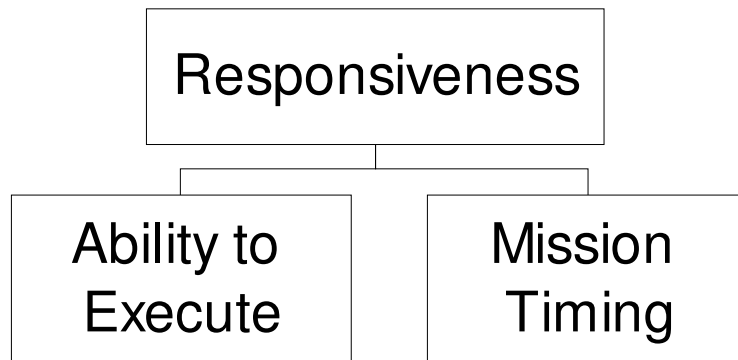 Responsiveness
Ability to
Execute
Mission
Timing